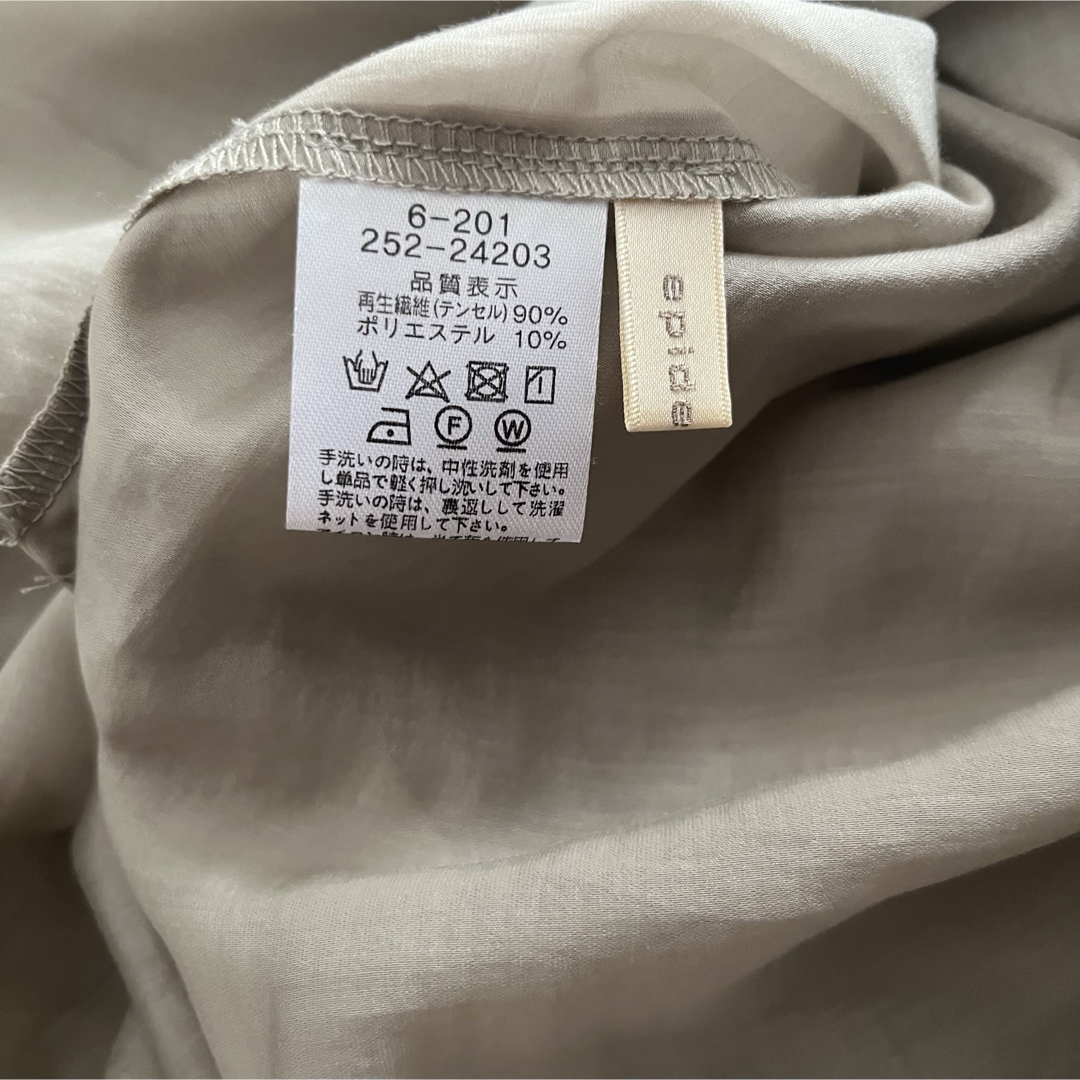 6-201
252-24203
品質表示
再生繊維(テンセル) 90%
ポリエステル 10%
F W
手洗いの時は、中性洗剤を使用
し単品で軽く押し洗いして下さい。
手洗いの時は、裏返しして洗濯
ネットを使用して下さい。
epide